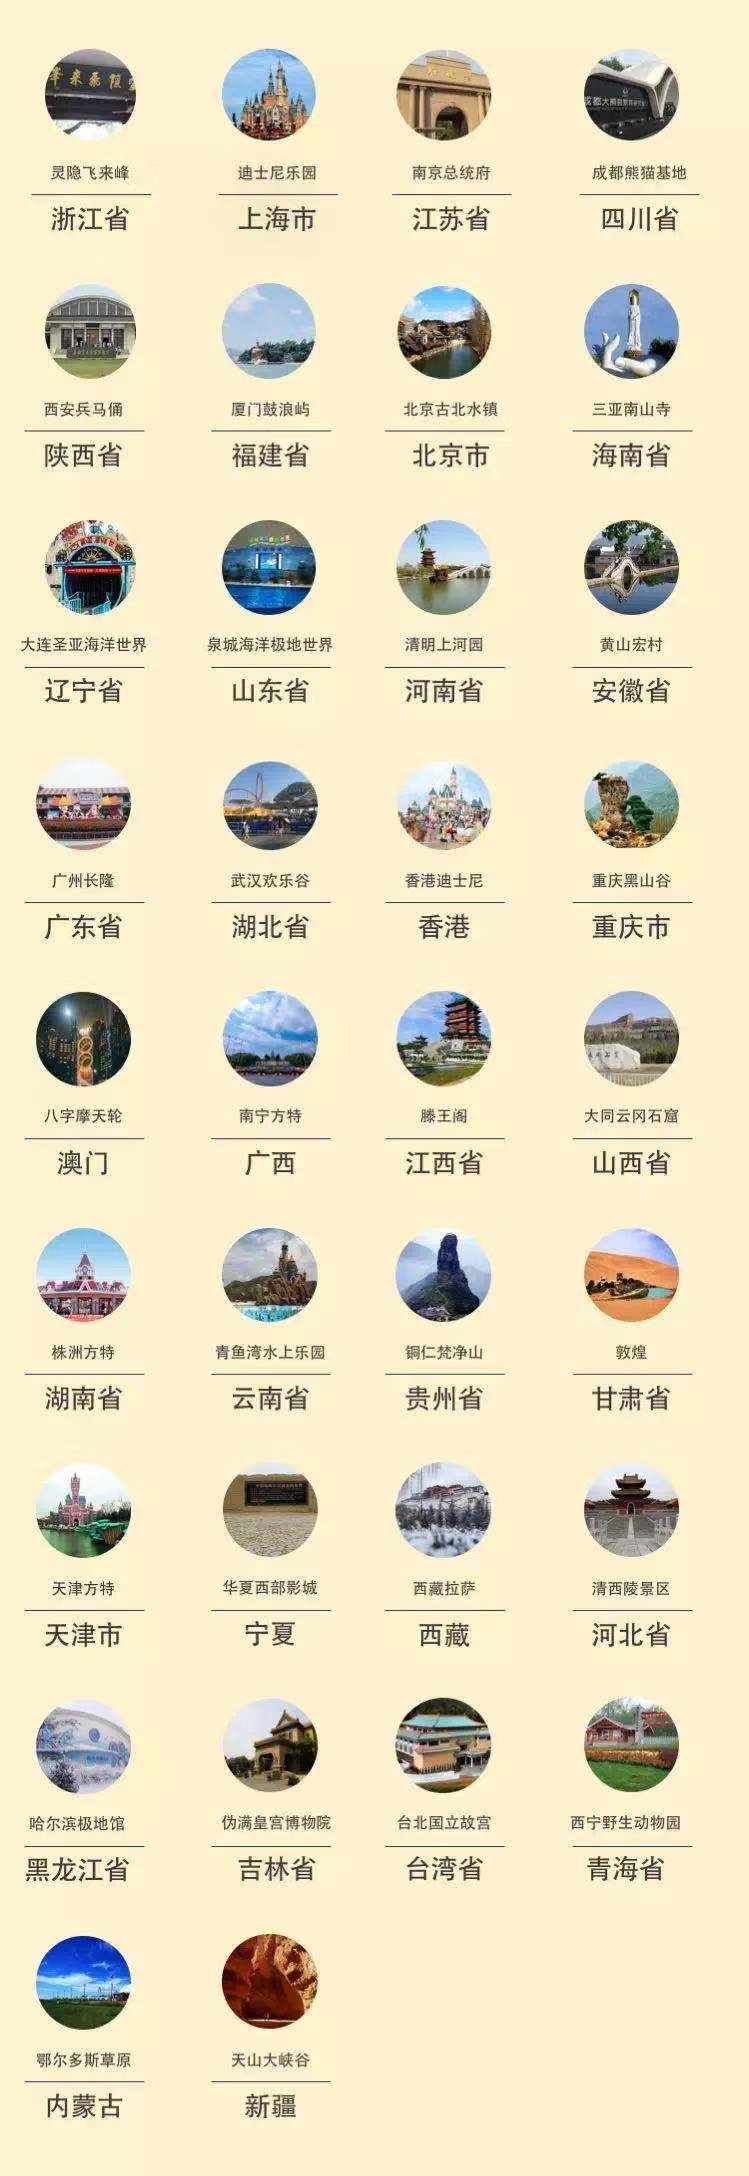 灵隐飞来峰
浙江省
迪士尼乐园
上海市
南京总统府
江苏省
成都熊猫基地
四川省
西安兵马俑
陕西省
厦门鼓浪屿
福建省
北京古北水镇
北京市
三亚南山寺
海南省
大连圣亚海洋世界
辽宁省
泉城海洋极地世界
山东省
清明上河园
河南省
黄山宏村
安徽省
广州长隆
广东省
武汉欢乐谷
湖北省
香港迪士尼
香港
重庆黑山谷
重庆市
八字摩天轮
澳门
南宁方特
广西
滕王阁
江西省
大同云冈石窟
山西省
株洲方特
湖南省
青鱼湾水上乐园
云南省
铜仁梵净山
贵州省
敦煌
甘肃省
天津方特
天津市
华夏西部影城
宁夏
西藏拉萨
西藏
清西陵景区
河北省
哈尔滨极地馆
黑龙江省
伪满皇宫博物院
吉林省
台北国立故宫
台湾省
西宁野生动物园
青海省
鄂尔多斯草原
内蒙古
天山大峡谷
新疆